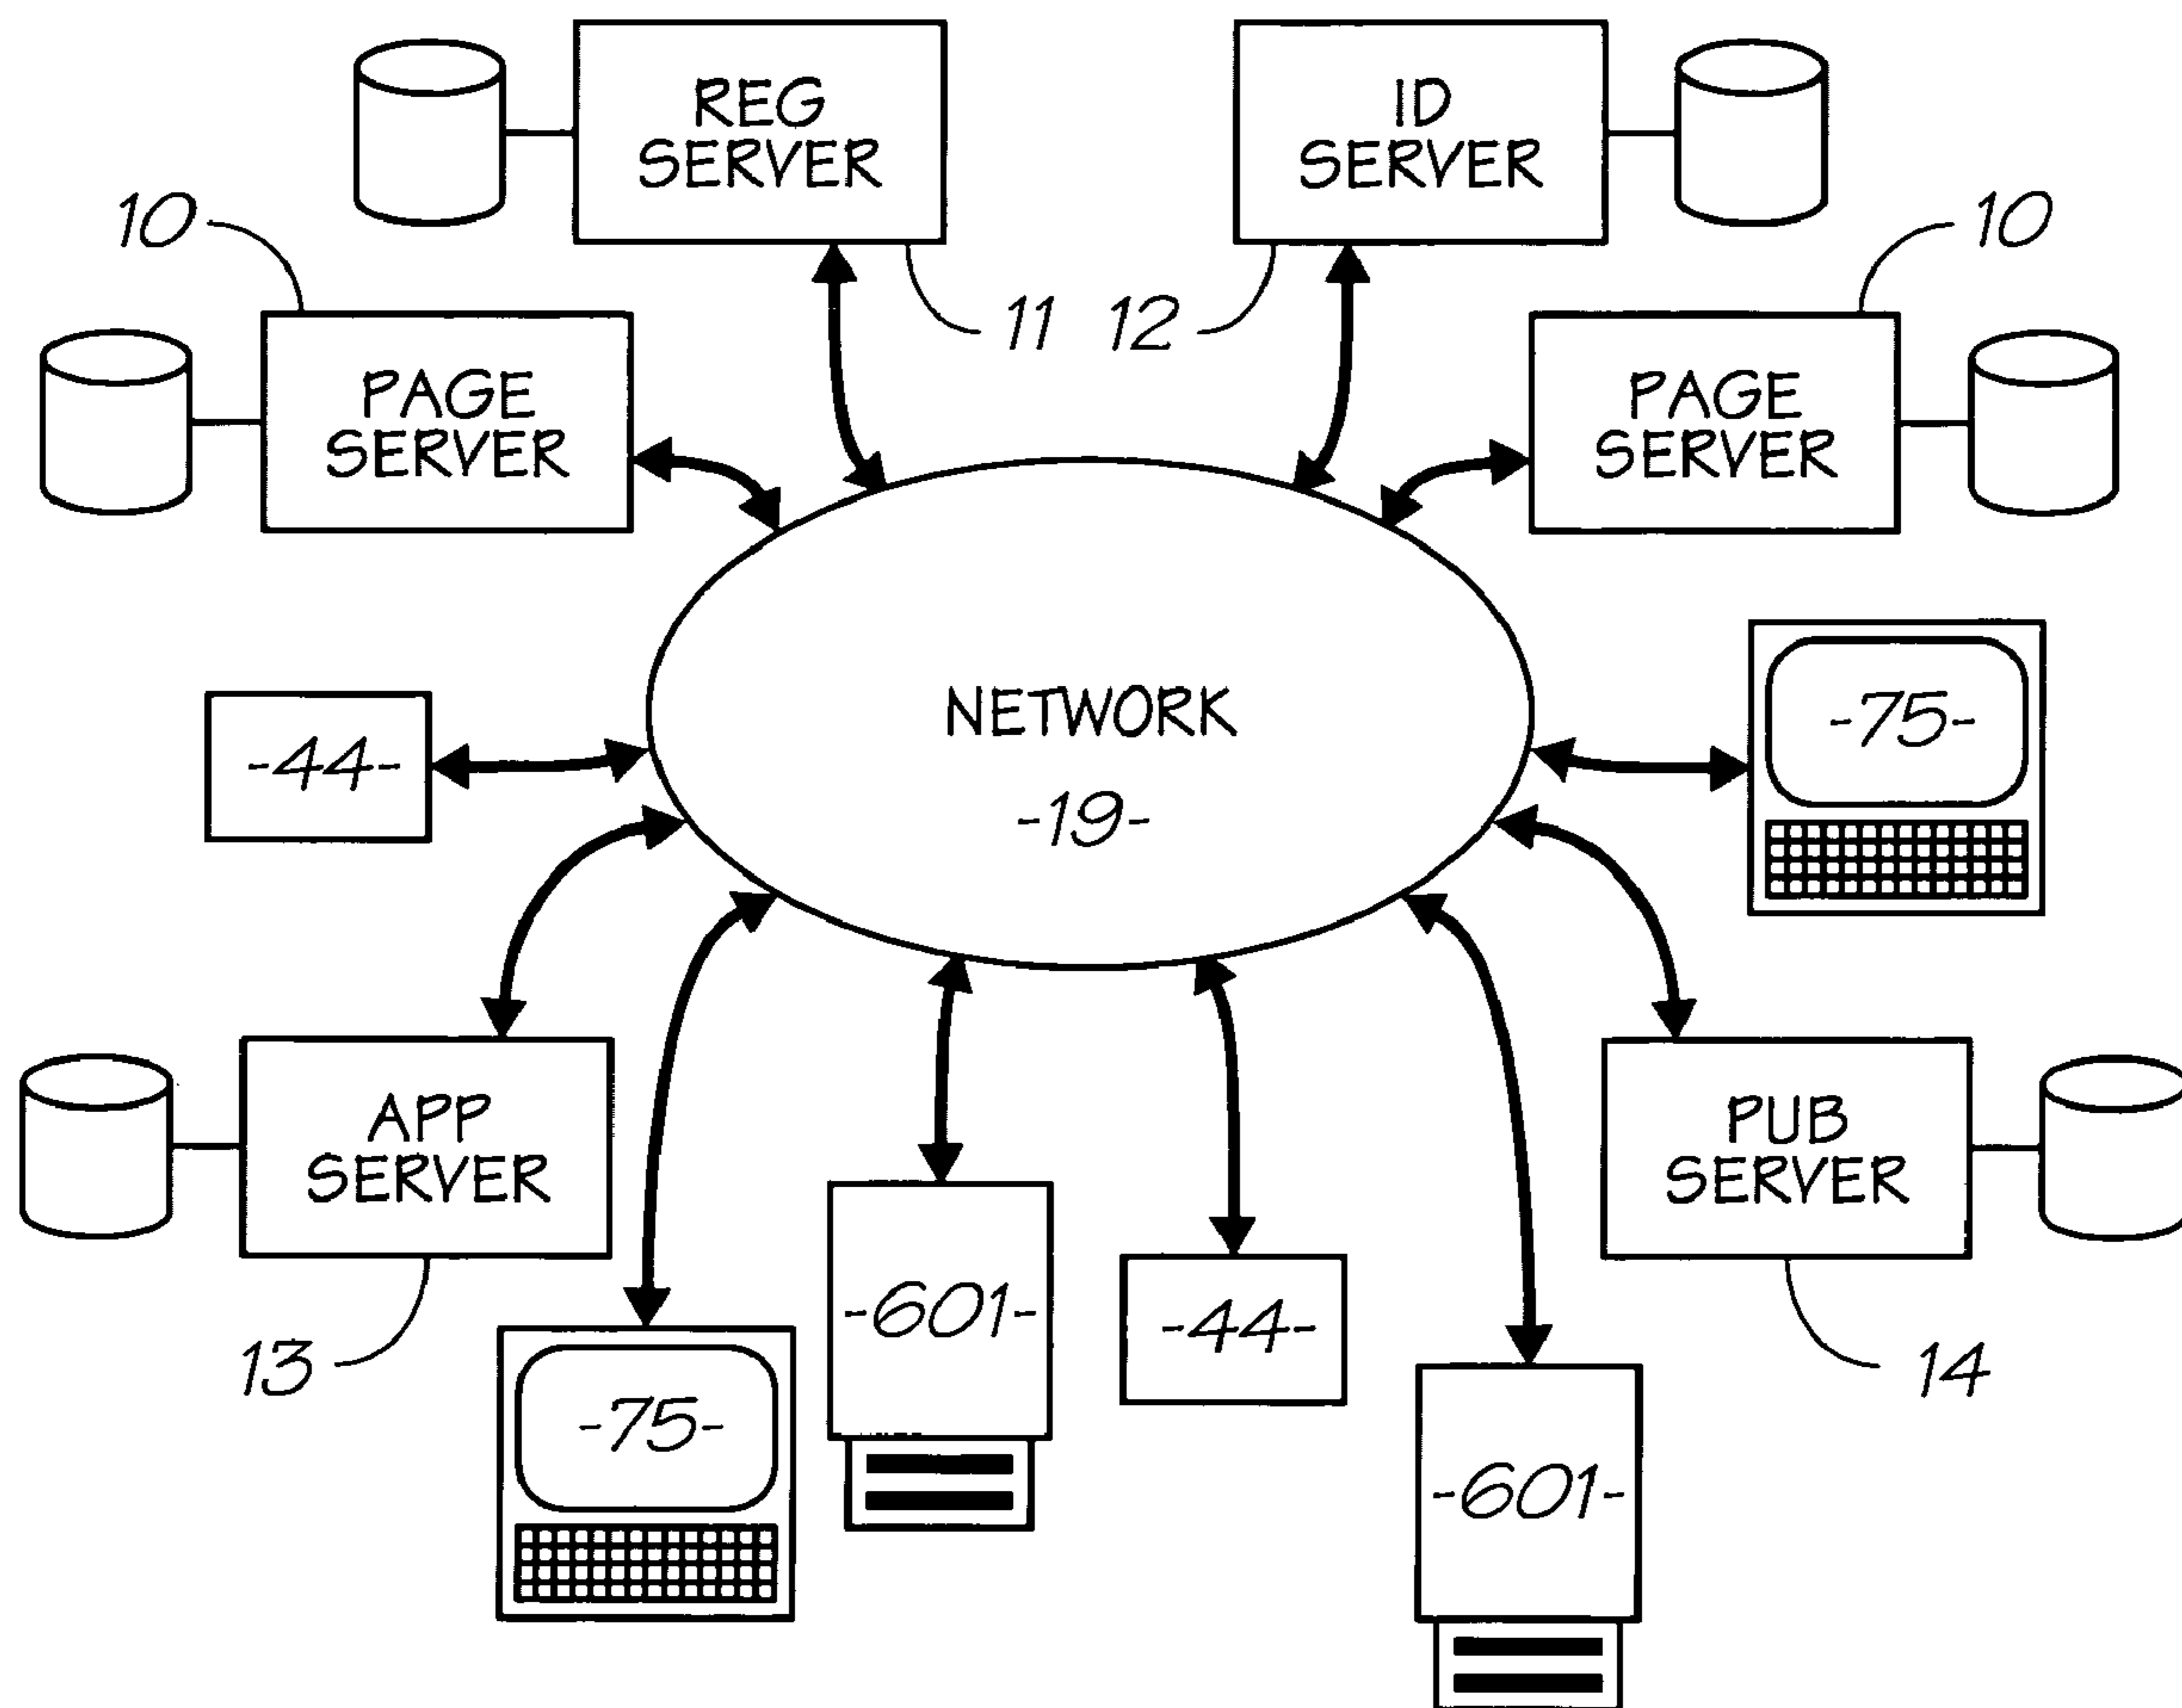 REG
SERVER
ID
SERVER
10
10
11
12
PAGE
SERVER
PAGE
SERVER
NETWORK
-19-
-44-
-75-
APP
SERVER
PUB
SERVER
-601-
-44-
13
14
-75-
-601-